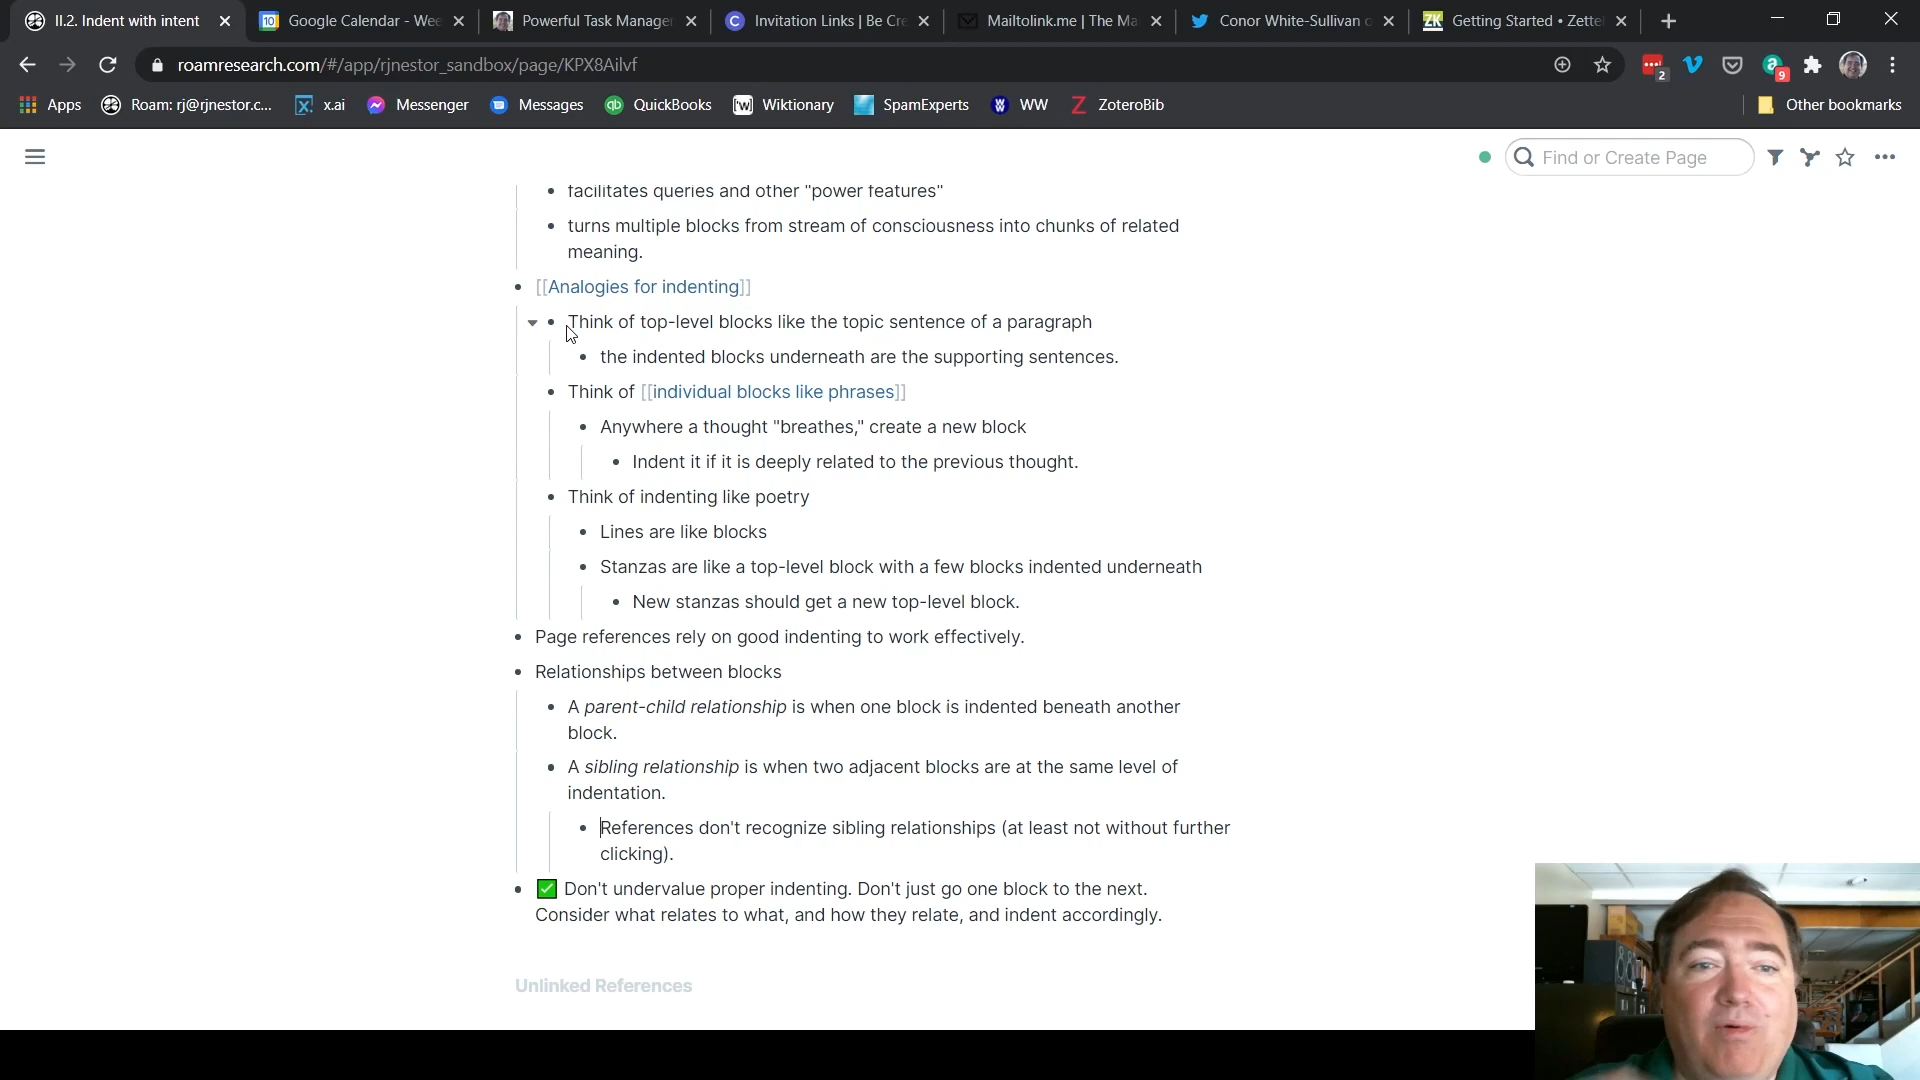 II.2. Indent with intent
Google Calendar - Wee
Powerful Task Manager
Invitation Links | Be Cre
Mailtolink.me | The Ma
Conor White-Sullivan o
Getting Started • Zettel
roamresearch.com/#/app/rjnestor_sandbox/page/KPX8Ailvf
2
9
Apps
Roam: rj@rjnestor.c...
x.ai
Messenger
Messages
QuickBooks
Wiktionary
SpamExperts
WW
ZoteroBib
Other bookmarks
Find or Create Page
facilitates queries and other "power features"
turns multiple blocks from stream of consciousness into chunks of related
meaning.
[[Analogies for indenting]]
Think of top-level blocks like the topic sentence of a paragraph
the indented blocks underneath are the supporting sentences.
Think of [[individual blocks like phrases]]
Anywhere a thought "breathes," create a new block
Indent it if it is deeply related to the previous thought.
Think of indenting like poetry
Lines are like blocks
Stanzas are like a top-level block with a few blocks indented underneath
New stanzas should get a new top-level block.
Page references rely on good indenting to work effectively.
Relationships between blocks
A parent-child relationship is when one block is indented beneath another
block.
A sibling relationship is when two adjacent blocks are at the same level of
indentation.
References don't recognize sibling relationships (at least not without further
clicking).
✅ Don't undervalue proper indenting. Don't just go one block to the next.
Consider what relates to what, and how they relate, and indent accordingly.
Unlinked References